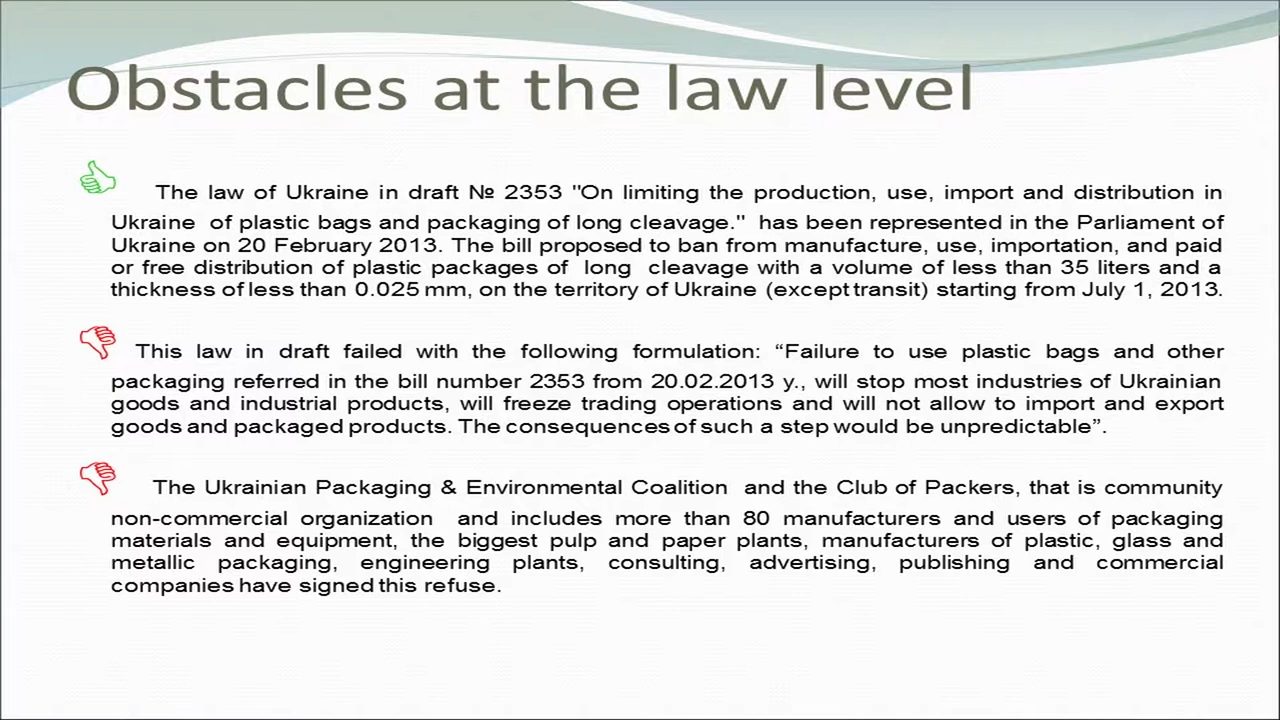 Obstacles at the law level
The law of Ukraine in draft № 2353 "On limiting the production, use, import and distribution in
Ukraine of plastic bags and packaging of long cleavage." has been represented in the Parliament of
Ukraine on 20 February 2013. The bill proposed to ban from manufacture, use, importation, and paid
or free distribution of plastic packages of long cleavage with a volume of less than 35 liters and a
thickness of less than 0.025 mm, on the territory of Ukraine (except transit) starting from July 1, 2013.
This law in draft failed with the following formulation: “Failure to use plastic bags and other
packaging referred in the bill number 2353 from 20.02.2013 y., will stop most industries of Ukrainian
goods and industrial products, will freeze trading operations and will not allow to import and export
goods and packaged products. The consequences of such a step would be unpredictable”.
The Ukrainian Packaging & Environmental Coalition and the Club of Packers, that is community
non-commercial organization and includes more than 80 manufacturers and users of packaging
materials and equipment, the biggest pulp and paper plants, manufacturers of plastic, glass and
metallic packaging, engineering plants, consulting, advertising, publishing and commercial
companies have signed this refuse.